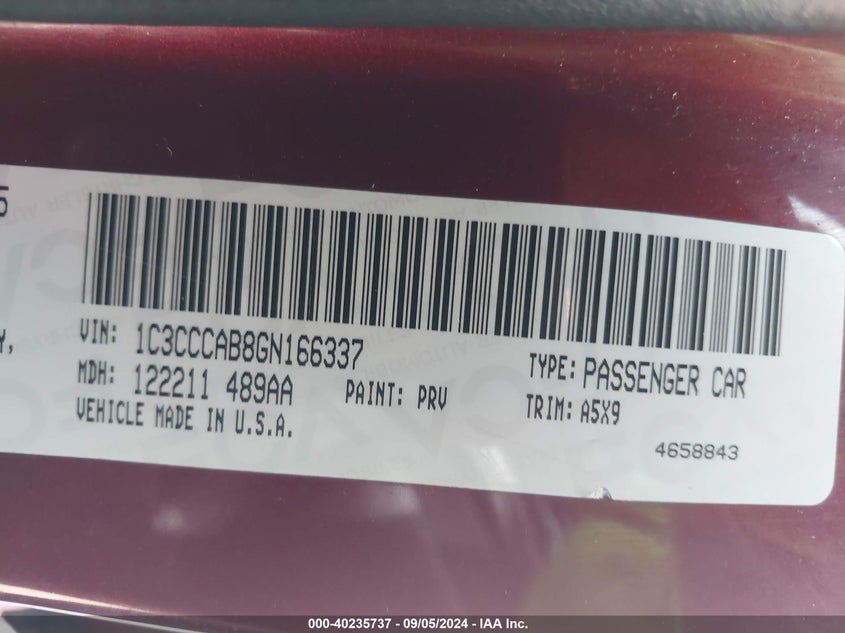 VIN: 1C3CCCAB8GN166337
TYPE: PASSENGER CAR
MDH: 122211 489AA
PAINT: PRV
TRIM: A5X9
VEHICLE MADE IN U.S.A.
4658843
Y,
000-40235737 - 09/05/2024 - IAA Inc.